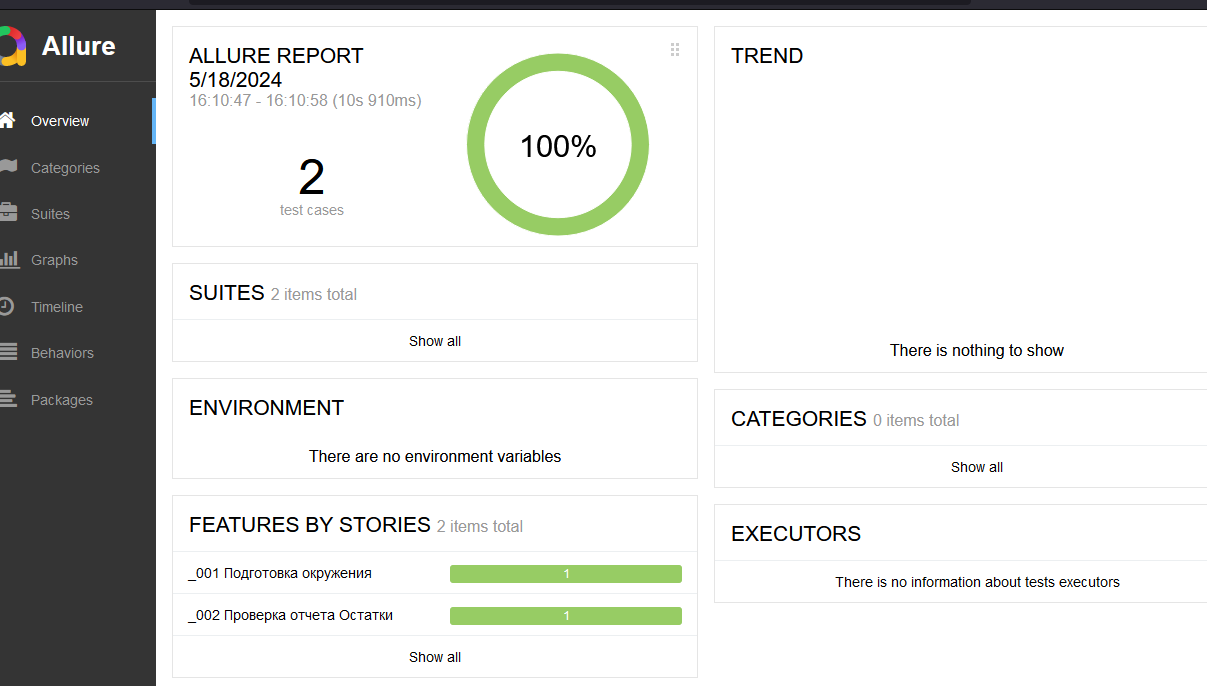 Allure
Overview
Categories
Suites
Graphs
Timeline
Behaviors
Packages
ALLURE REPORT
5/18/2024
16:10:47 - 16:10:58 (10s 910ms)
2
test cases
100%
SUITES 2 items total
Show all
ENVIRONMENT
There are no environment variables
FEATURES BY STORIES 2 items total
_001 Подготовка окружения 1
_002 Проверка отчета Остатки 1
Show all
TREND
There is nothing to show
CATEGORIES 0 items total
Show all
EXECUTORS
There is no information about tests executors